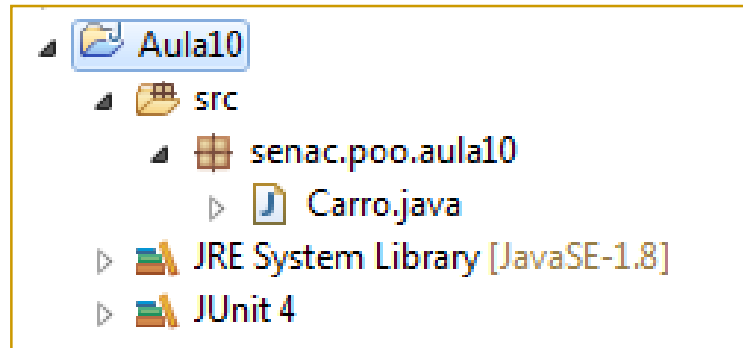 Aula10
src
senac.poo.aula10
Carro.java
JRE System Library [JavaSE-1.8]
JUnit 4